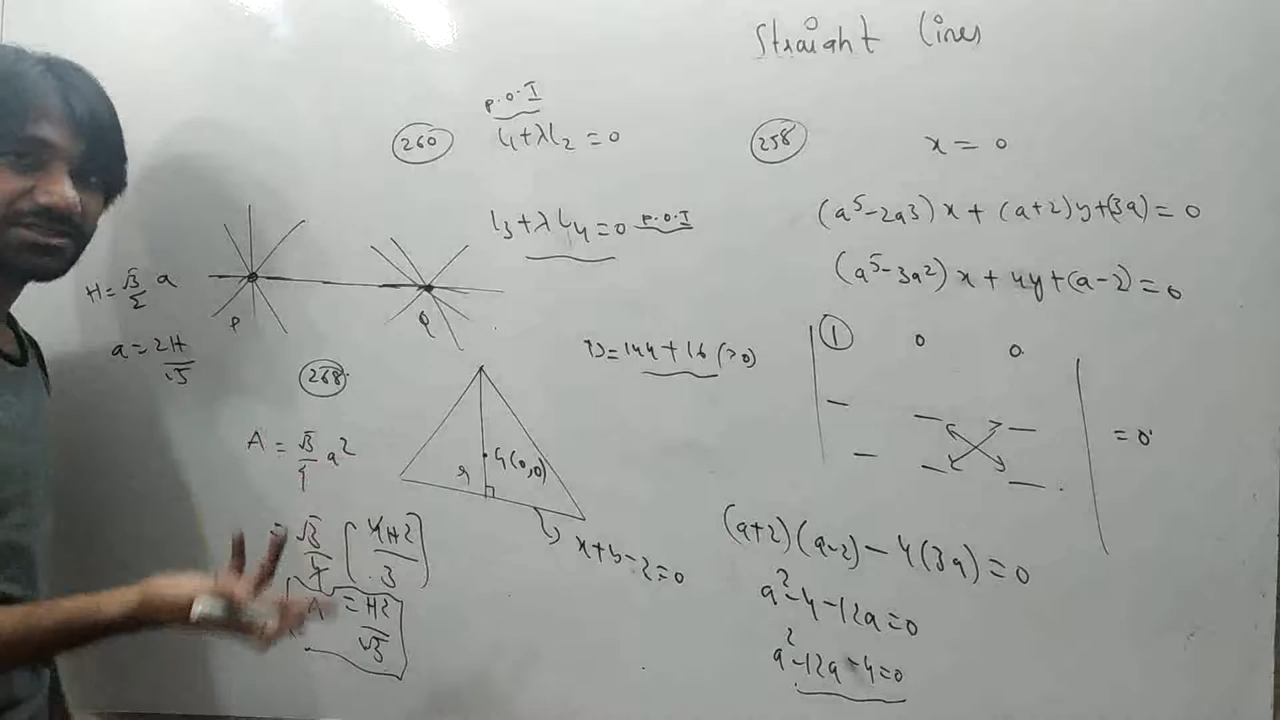 Straight lines
260
P.O.I
L1+λL2 = 0
L3+λL4 = 0 P.O.I
P
Q
H = √3/2 a
a = 2H/√3
268
A = √3/4 a²
= √3/4 [4H2/3]
A = H2/√3
r
G(0,0)
x+y-2=0
D=144+16 (>0)
258
x = 0
(a⁵-2a3)x + (a+2)y+(3a) = 0
(a⁵-3a²)x + 4y+(a-2) = 0
1 0 0
= 0
(a+2)(a-2) - 4(3a) = 0
a²-4-12a=0
a²-12a-4=0